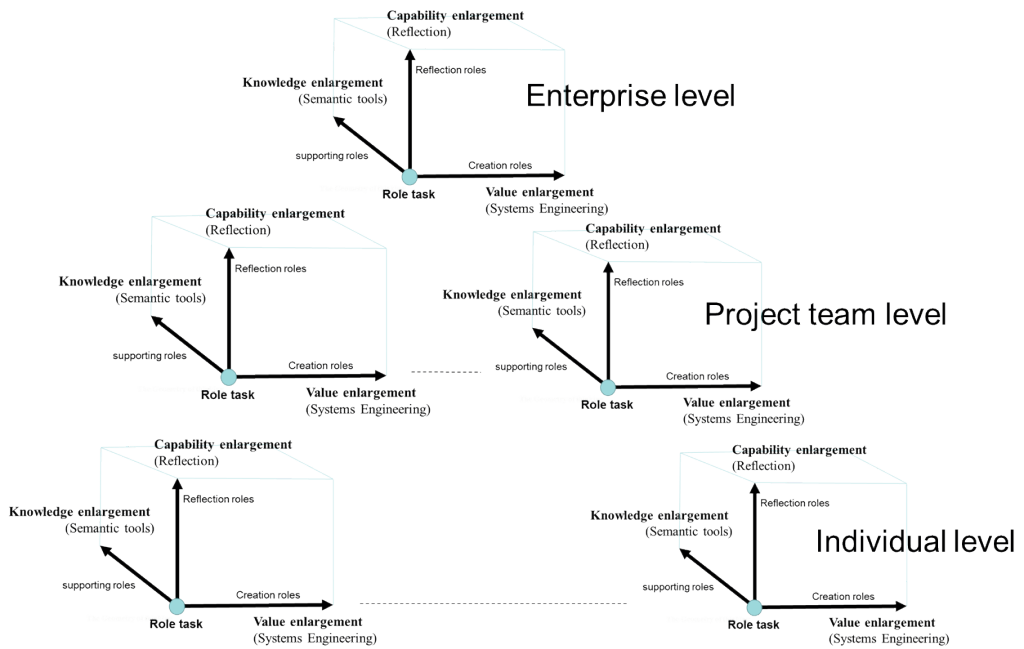 Capability enlargement
(Reflection)
Reflection roles
Knowledge enlargement
(Semantic tools)
Enterprise level
supporting roles
Creation roles
Role task
Value enlargement
(Systems Engineering)
Capability enlargement
(Reflection)
Reflection roles
Knowledge enlargement
(Semantic tools)
supporting roles
Creation roles
Role task
Value enlargement
(Systems Engineering)
Capability enlargement
(Reflection)
Reflection roles
Knowledge enlargement
(Semantic tools)
Project team level
supporting roles
Creation roles
Role task
Value enlargement
(Systems Engineering)
Capability enlargement
(Reflection)
Reflection roles
Knowledge enlargement
(Semantic tools)
supporting roles
Creation roles
Role task
Value enlargement
(Systems Engineering)
Capability enlargement
(Reflection)
Reflection roles
Knowledge enlargement
(Semantic tools)
Individual level
supporting roles
Creation roles
Role task
Value enlargement
(Systems Engineering)